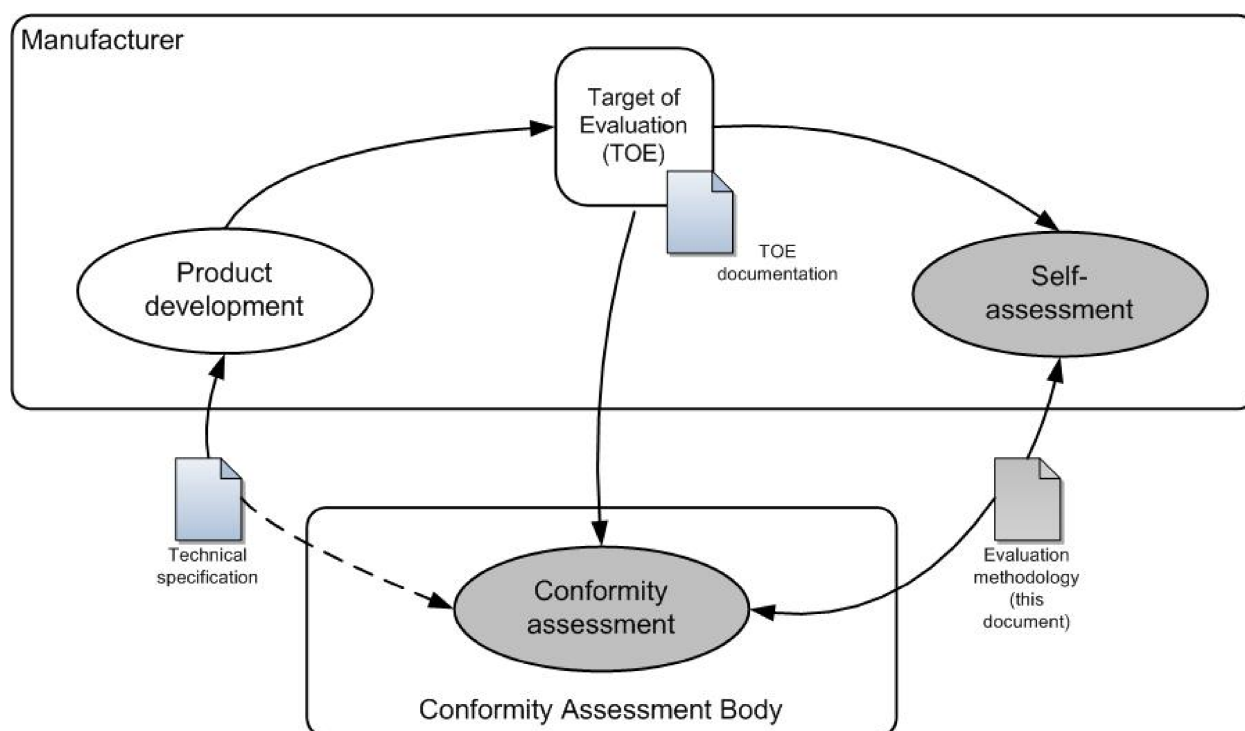 Manufacturer
Target of
Evaluation
(TOE)
TOE
documentation
Product
development
Self-
assessment
Technical
specification
Evaluation
methodology
(this
document)
Conformity
assessment
Conformity Assessment Body